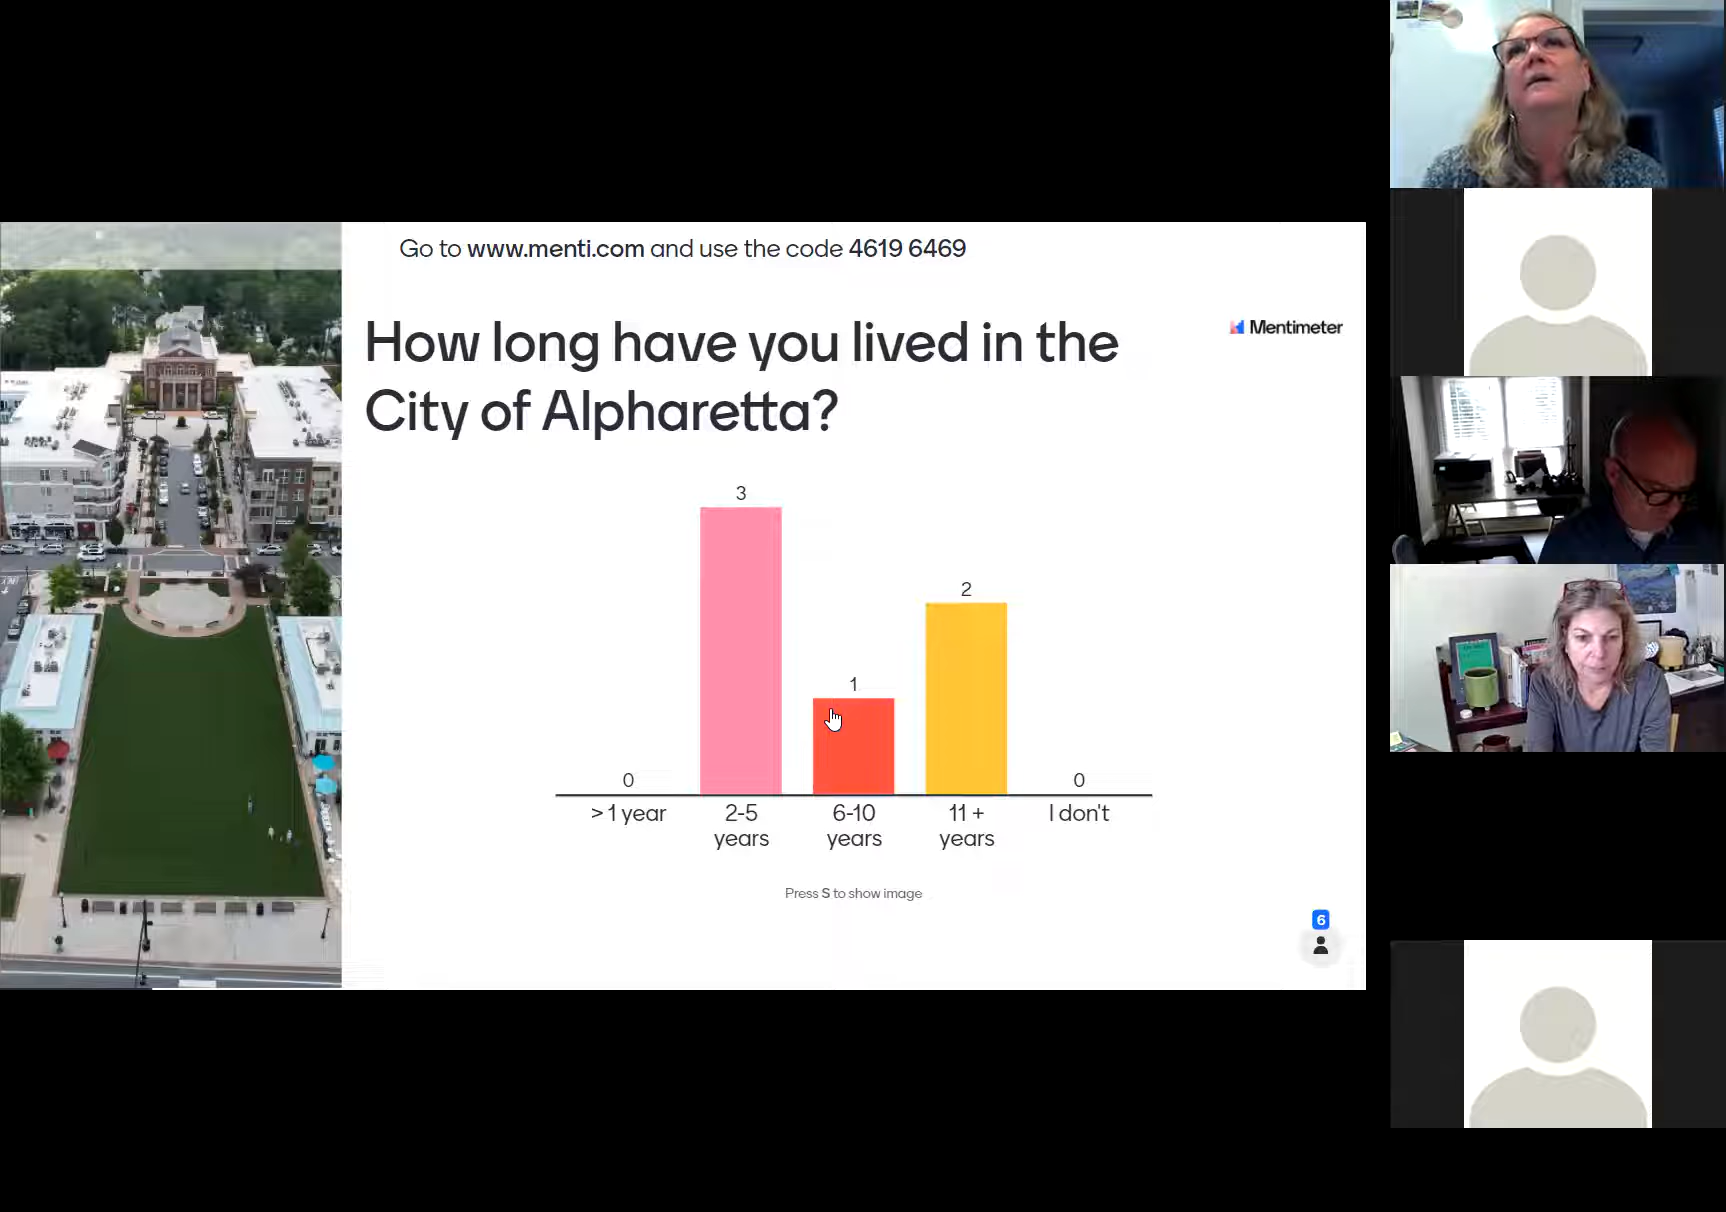 Go to www.menti.com and use the code 4619 6469
Mentimeter
How long have you lived in the
City of Alpharetta?
3
1
2
0
0
> 1 year
2-5
years
6-10
years
11 +
years
I don't
Press S to show image
6